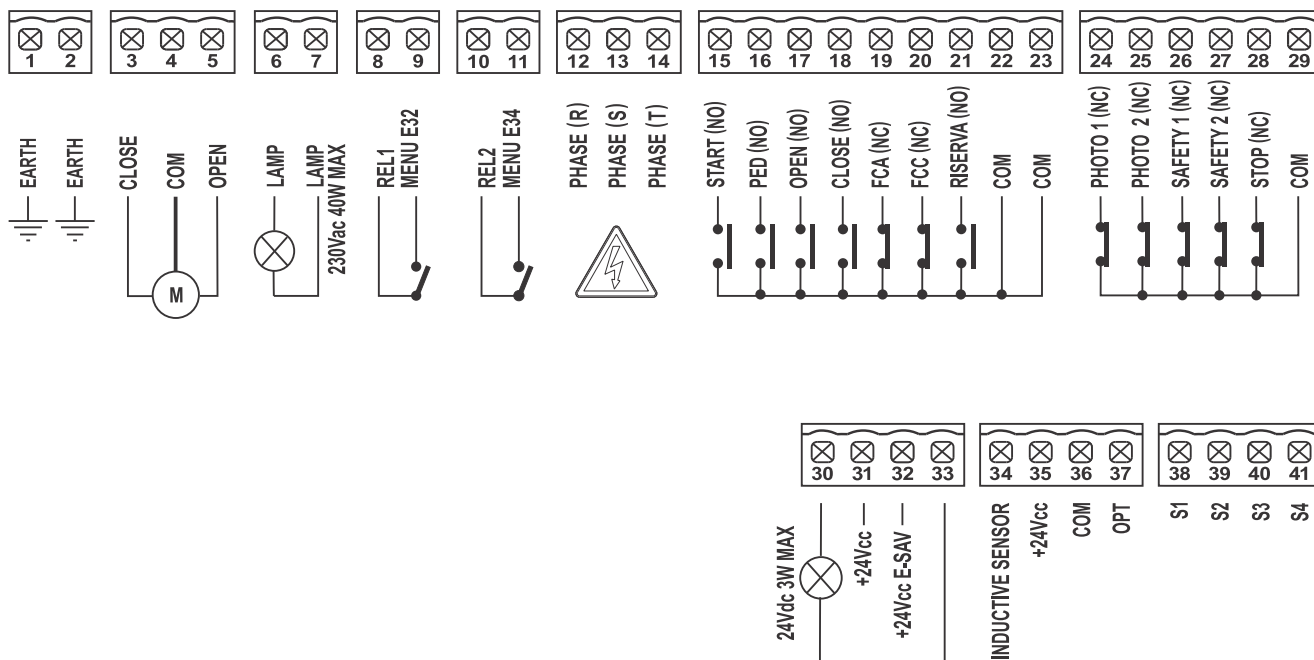 1 2 3 4 5 6 7 8 9 10 11 12 13 14 15 16 17 18 19 20 21 22 23 24 25 26 27 28 29
EARTH
EARTH
CLOSE
COM
OPEN
LAMP
LAMP
230Vac 40W MAX
REL1
MENU E32
REL2
MENU E34
PHASE (R)
PHASE (S)
PHASE (T)
START (NO)
PED (NO)
OPEN (NO)
CLOSE (NO)
FCA (NC)
FCC (NC)
RISERVA (NO)
COM
COM
PHOTO 1 (NC)
PHOTO 2 (NC)
SAFETY 1 (NC)
SAFETY 2 (NC)
STOP (NC)
COM
M
30 31 32 33 34 35 36 37 38 39 40 41
24Vdc 3W MAX
+24Vcc
+24Vcc E-SAV
INDUCTIVE SENSOR
+24Vcc
COM
OPT
S1
S2
S3
S4